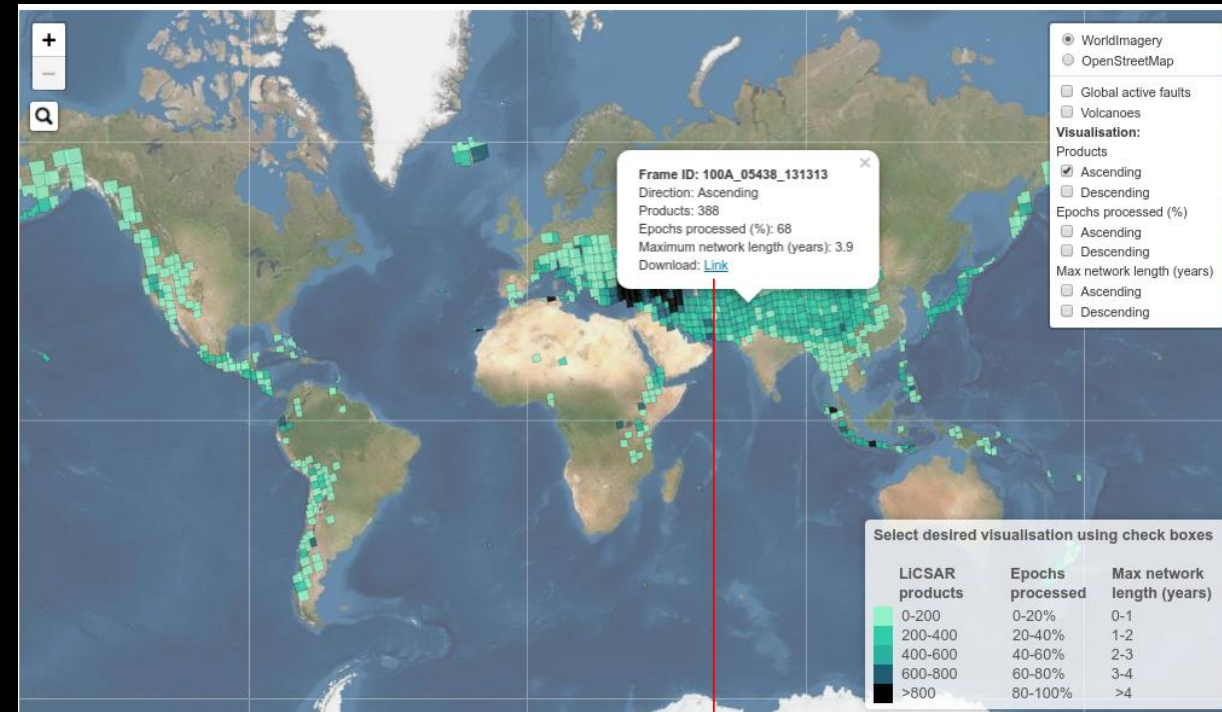 +
−
WorldImagery
OpenStreetMap
Global active faults
Volcanoes
Visualisation:
Products
Ascending
Descending
Epochs processed (%)
Ascending
Descending
Max network length (years)
Ascending
Descending
×
Frame ID: 100A_05438_131313
Direction: Ascending
Products: 388
Epochs processed (%): 68
Maximum network length (years): 3.9
Download: Link
Select desired visualisation using check boxes
LiCSAR products Epochs processed Max network length (years)
0-200 0-20% 0-1
200-400 20-40% 1-2
400-600 40-60% 2-3
600-800 60-80% 3-4
>800 80-100% >4